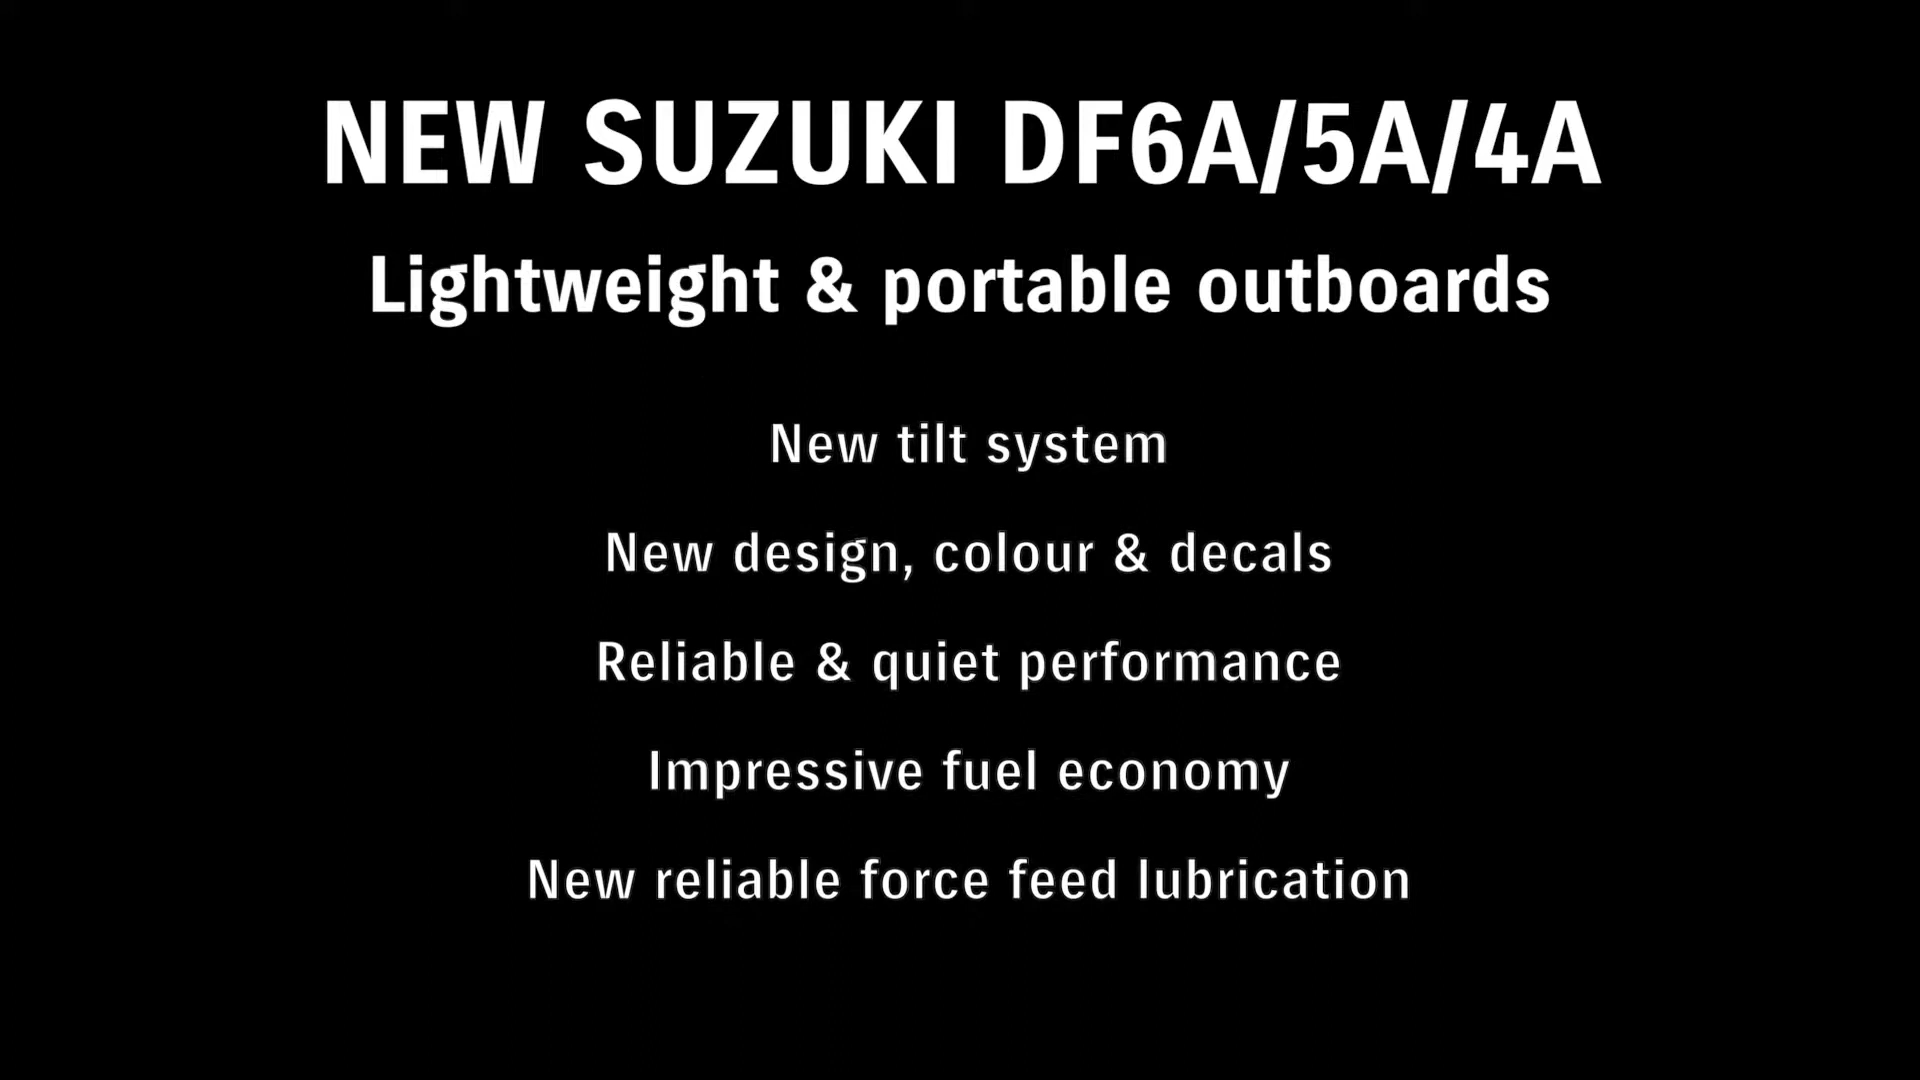 NEW SUZUKI DF6A/5A/4A
Lightweight & portable outboards
New tilt system
New design, colour & decals
Reliable & quiet performance
Impressive fuel economy
New reliable force feed lubrication